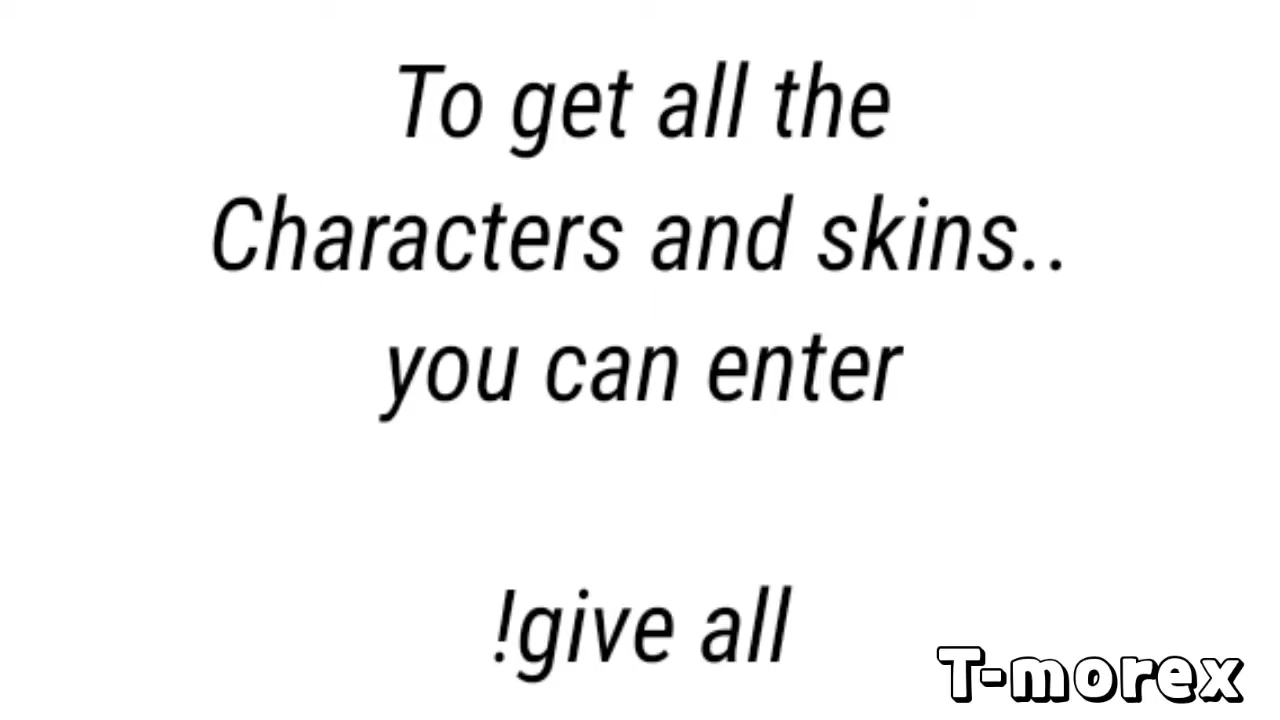 To get all the
Characters and skins..
you can enter
!give all
T-morex